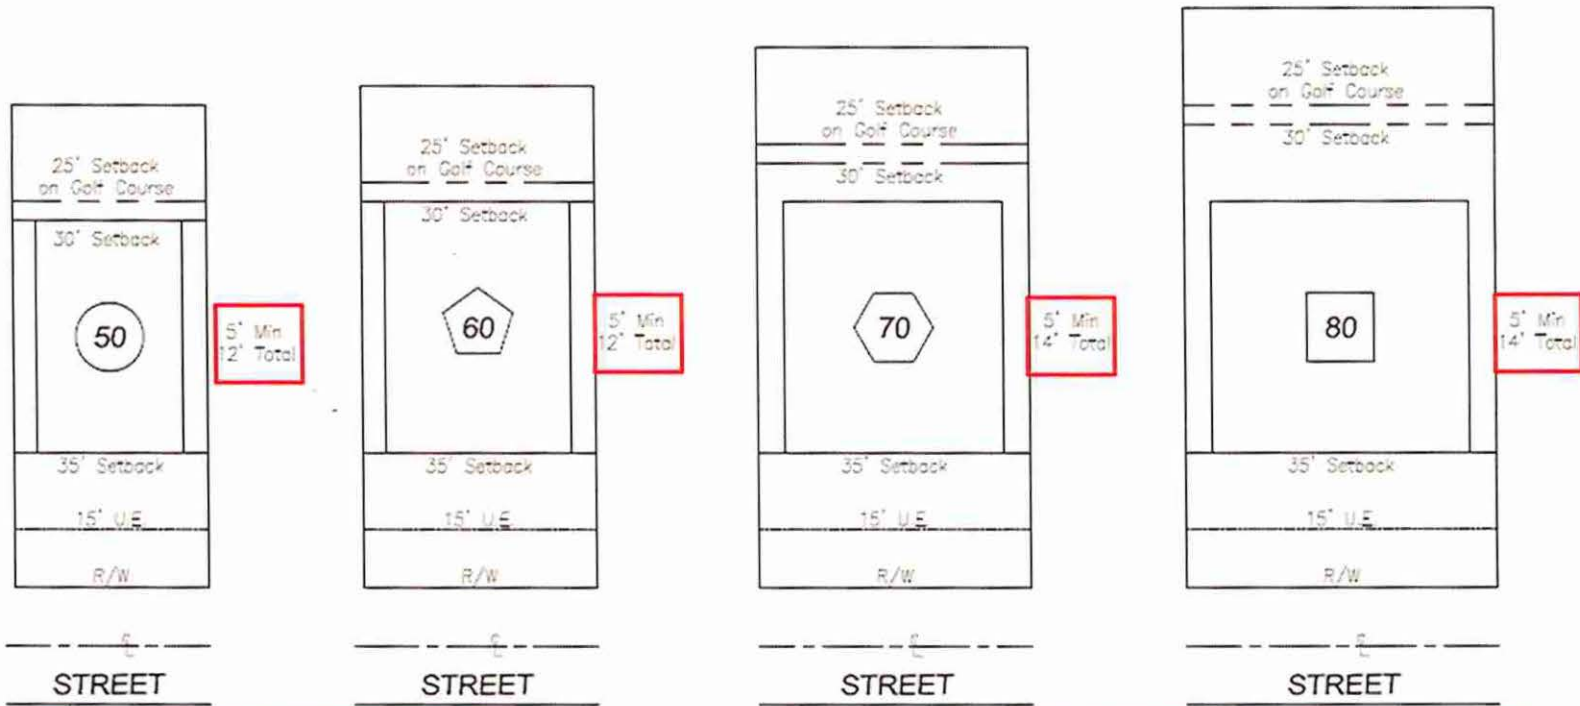 25' Setback
on Golf Course
30' Setback
50
5' Min
12' Total
35' Setback
15' U.E.
R/W
℄
STREET
25' Setback
on Golf Course
30' Setback
60
5' Min
12' Total
35' Setback
15' U.E.
R/W
℄
STREET
25' Setback
on Golf Course
30' Setback
70
5' Min
14' Total
35' Setback
15' U.E.
R/W
℄
STREET
25' Setback
on Golf Course
30' Setback
80
5' Min
14' Total
35' Setback
15' U.E.
R/W
℄
STREET